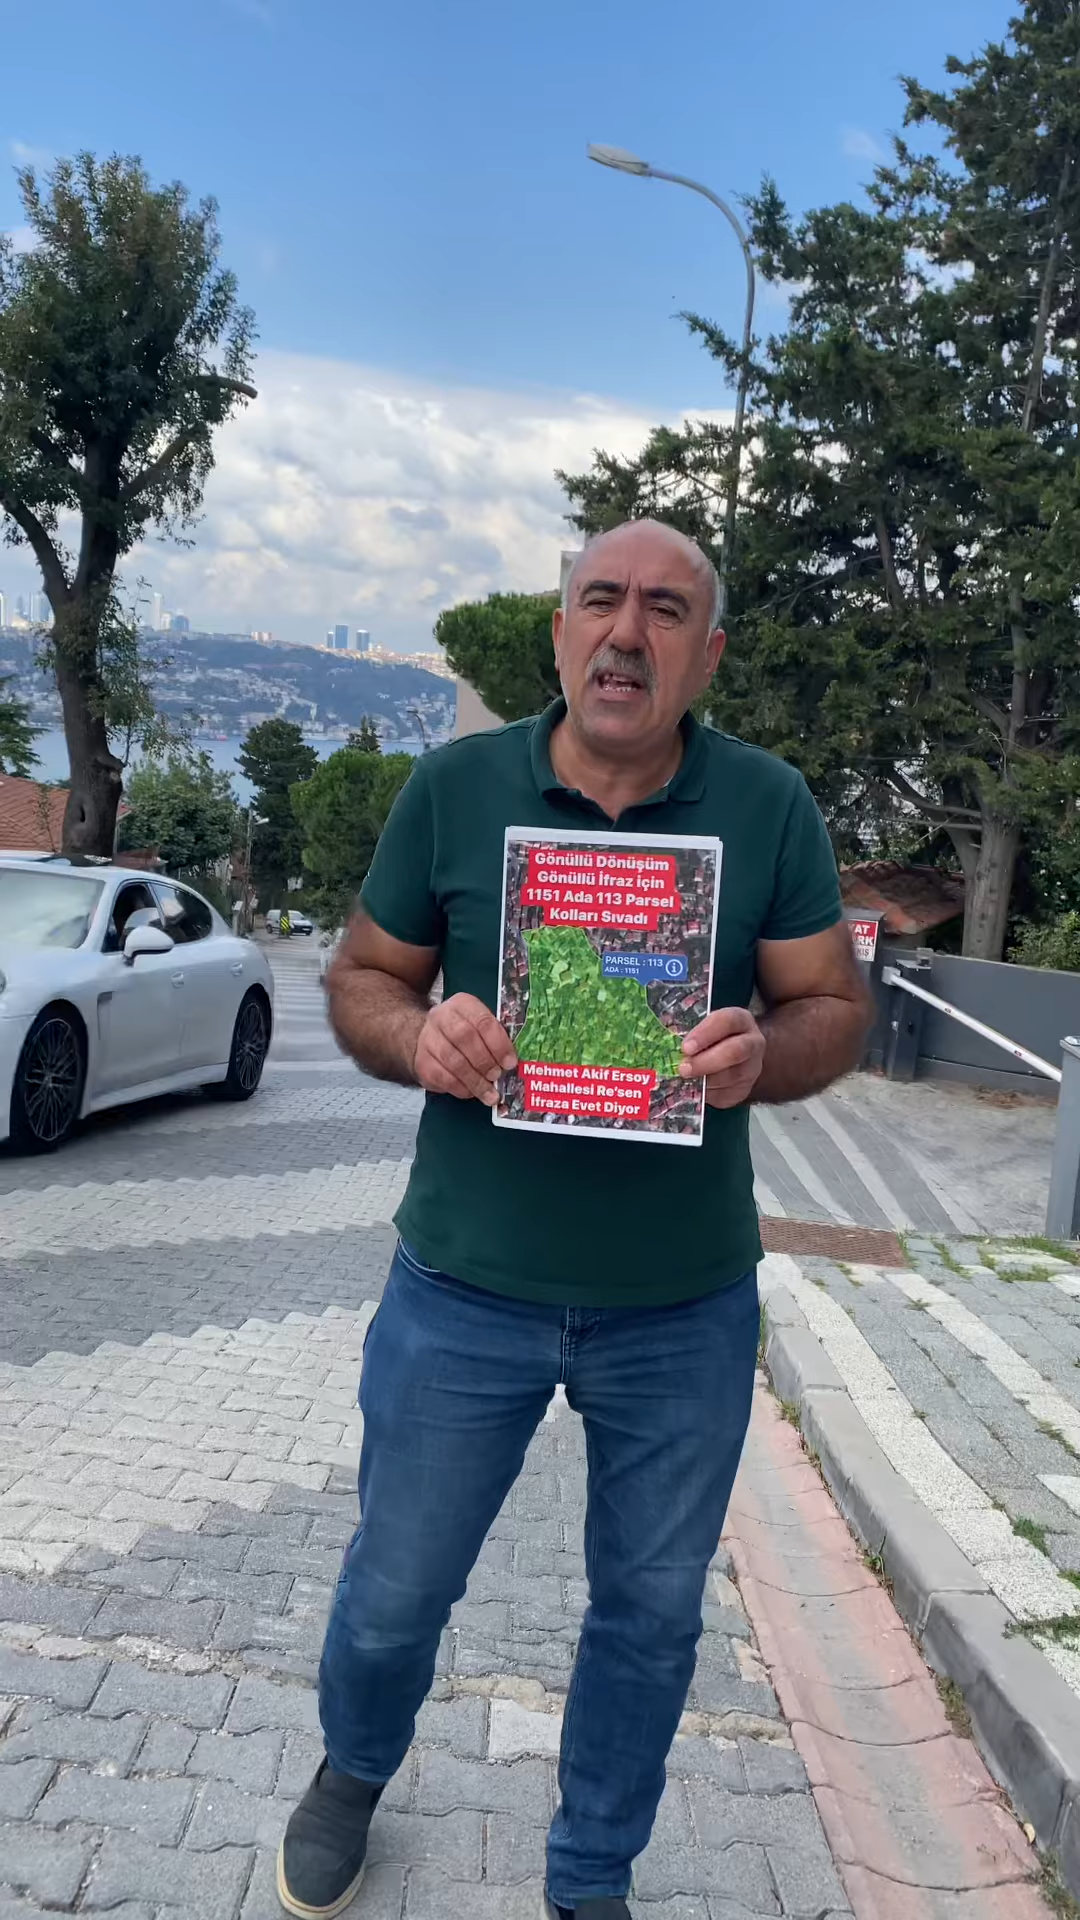 Gönüllü Dönüşüm
Gönüllü İfraz için
1151 Ada 113 Parsel
Kolları Sıvadı
PARSEL : 113
ADA : 1151
Mehmet Akif Ersoy
Mahallesi Re'sen
İfraza Evet Diyor